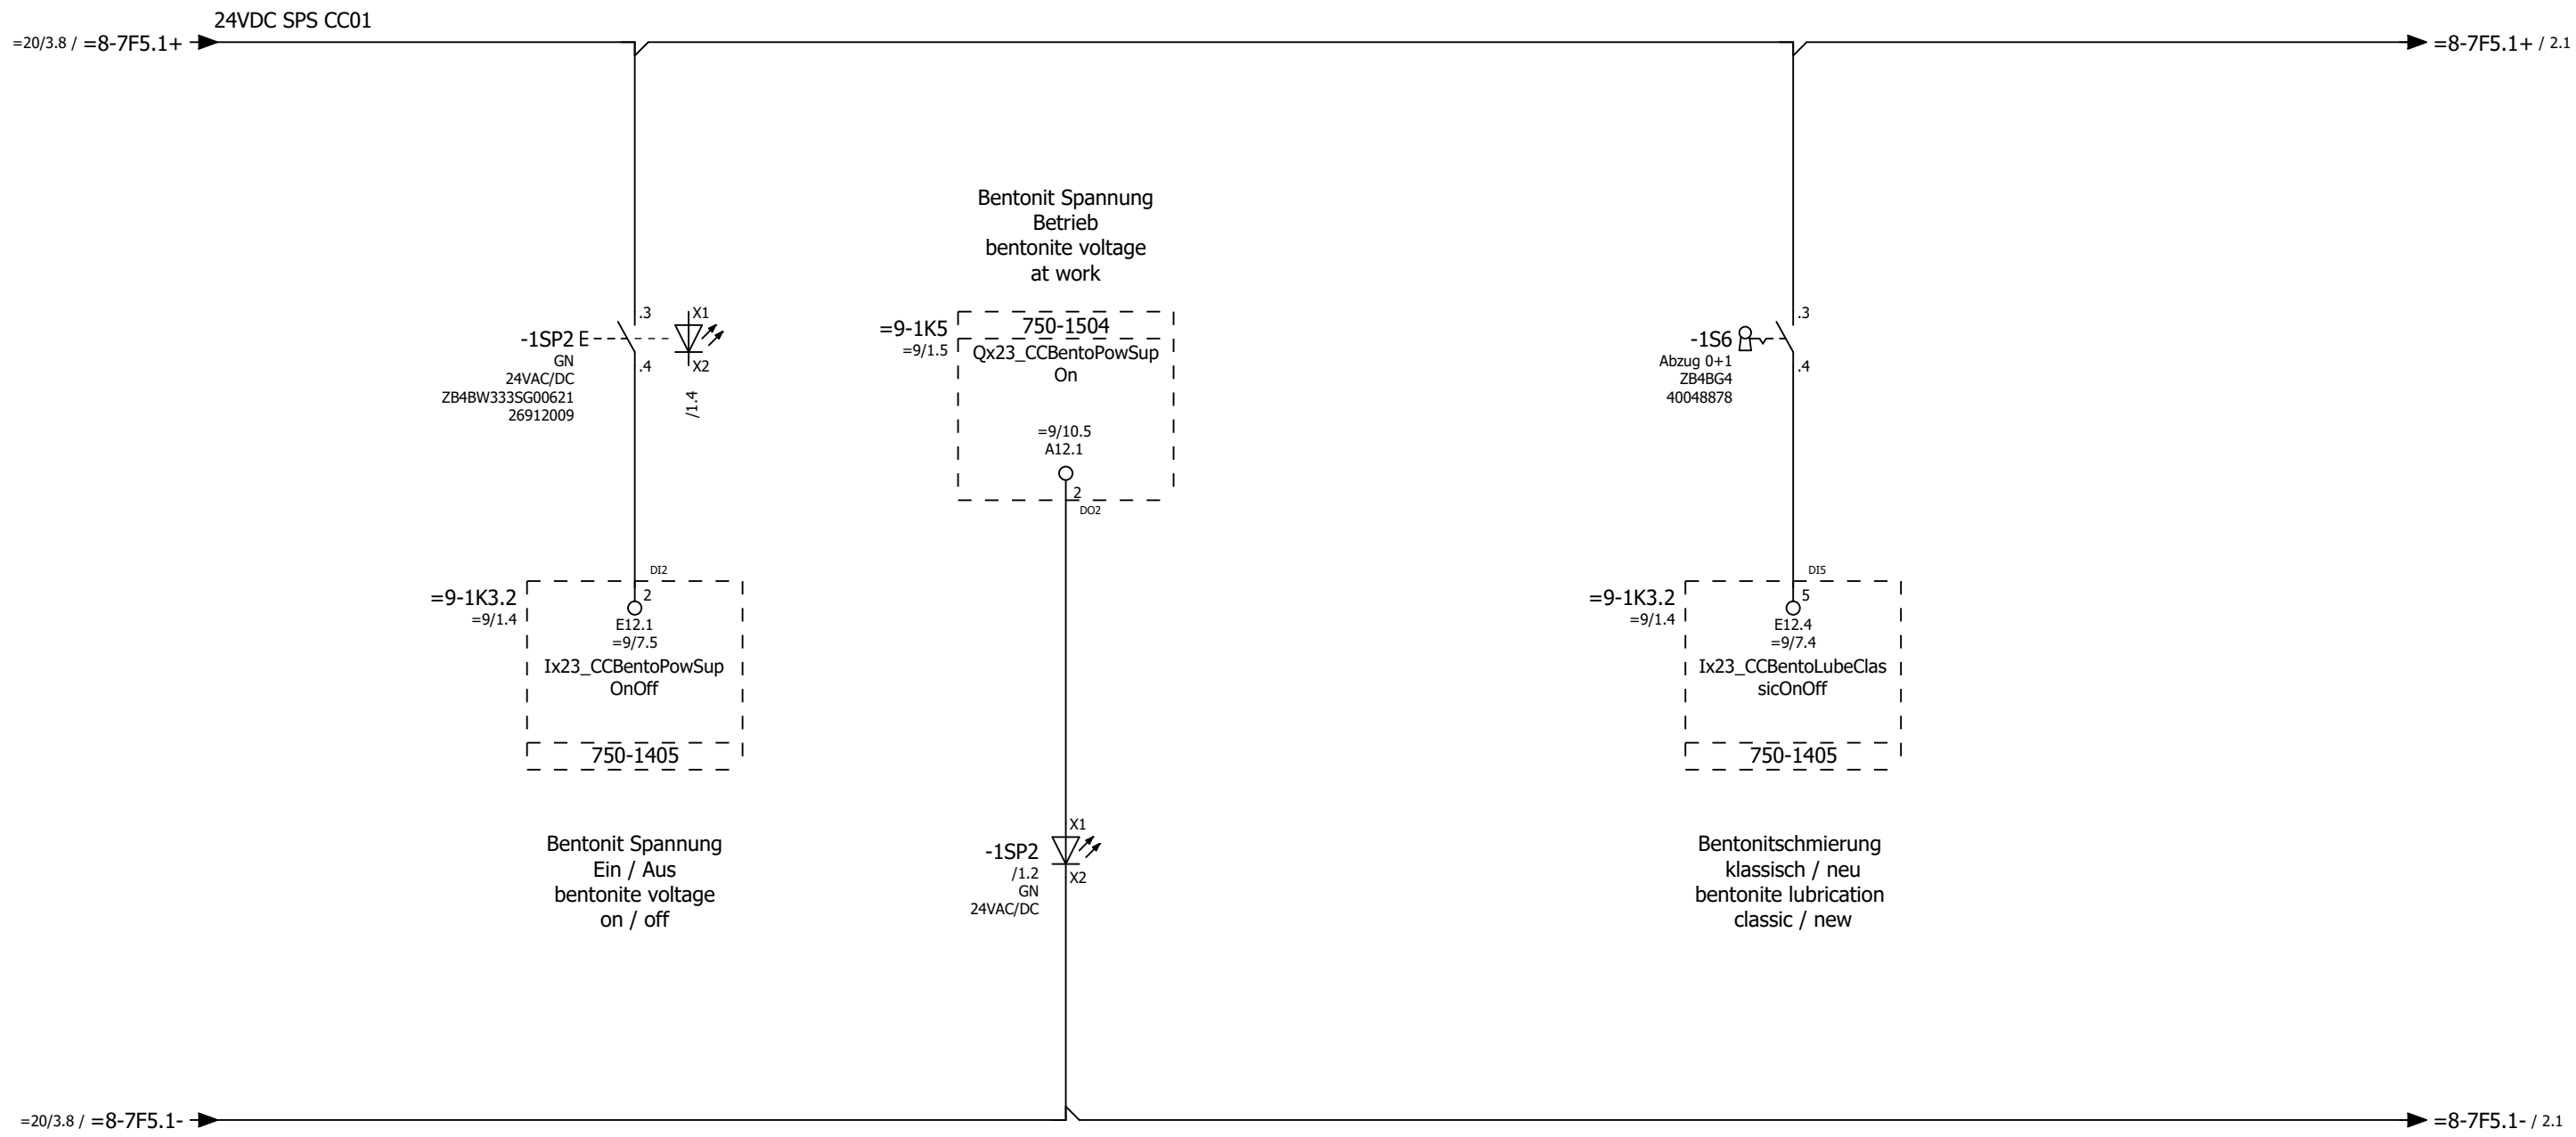 24VDC SPS CC01
=20/3.8 / =8-7F5.1+
=8-7F5.1+ / 2.1
Bentonit Spannung
Betrieb
bentonite voltage
at work
-1SP2
GN
24VAC/DC
ZB4BW333SG00621
26912009
.3
.4
X1
X2
/1.4
=9-1K5
=9/1.5
750-1504
Qx23_CCBentoPowSup
On
=9/10.5
A12.1
2
DO2
-1S6
Abzug 0+1
ZB4BG4
40048878
.3
.4
=9-1K3.2
=9/1.4
DI2
2
E12.1
=9/7.5
Ix23_CCBentoPowSup
OnOff
750-1405
=9-1K3.2
=9/1.4
DI5
5
E12.4
=9/7.4
Ix23_CCBentoLubeClas
sicOnOff
750-1405
Bentonit Spannung
Ein / Aus
bentonite voltage
on / off
-1SP2
/1.2
GN
24VAC/DC
X1
X2
Bentonitschmierung
klassisch / neu
bentonite lubrication
classic / new
=20/3.8 / =8-7F5.1-
=8-7F5.1- / 2.1